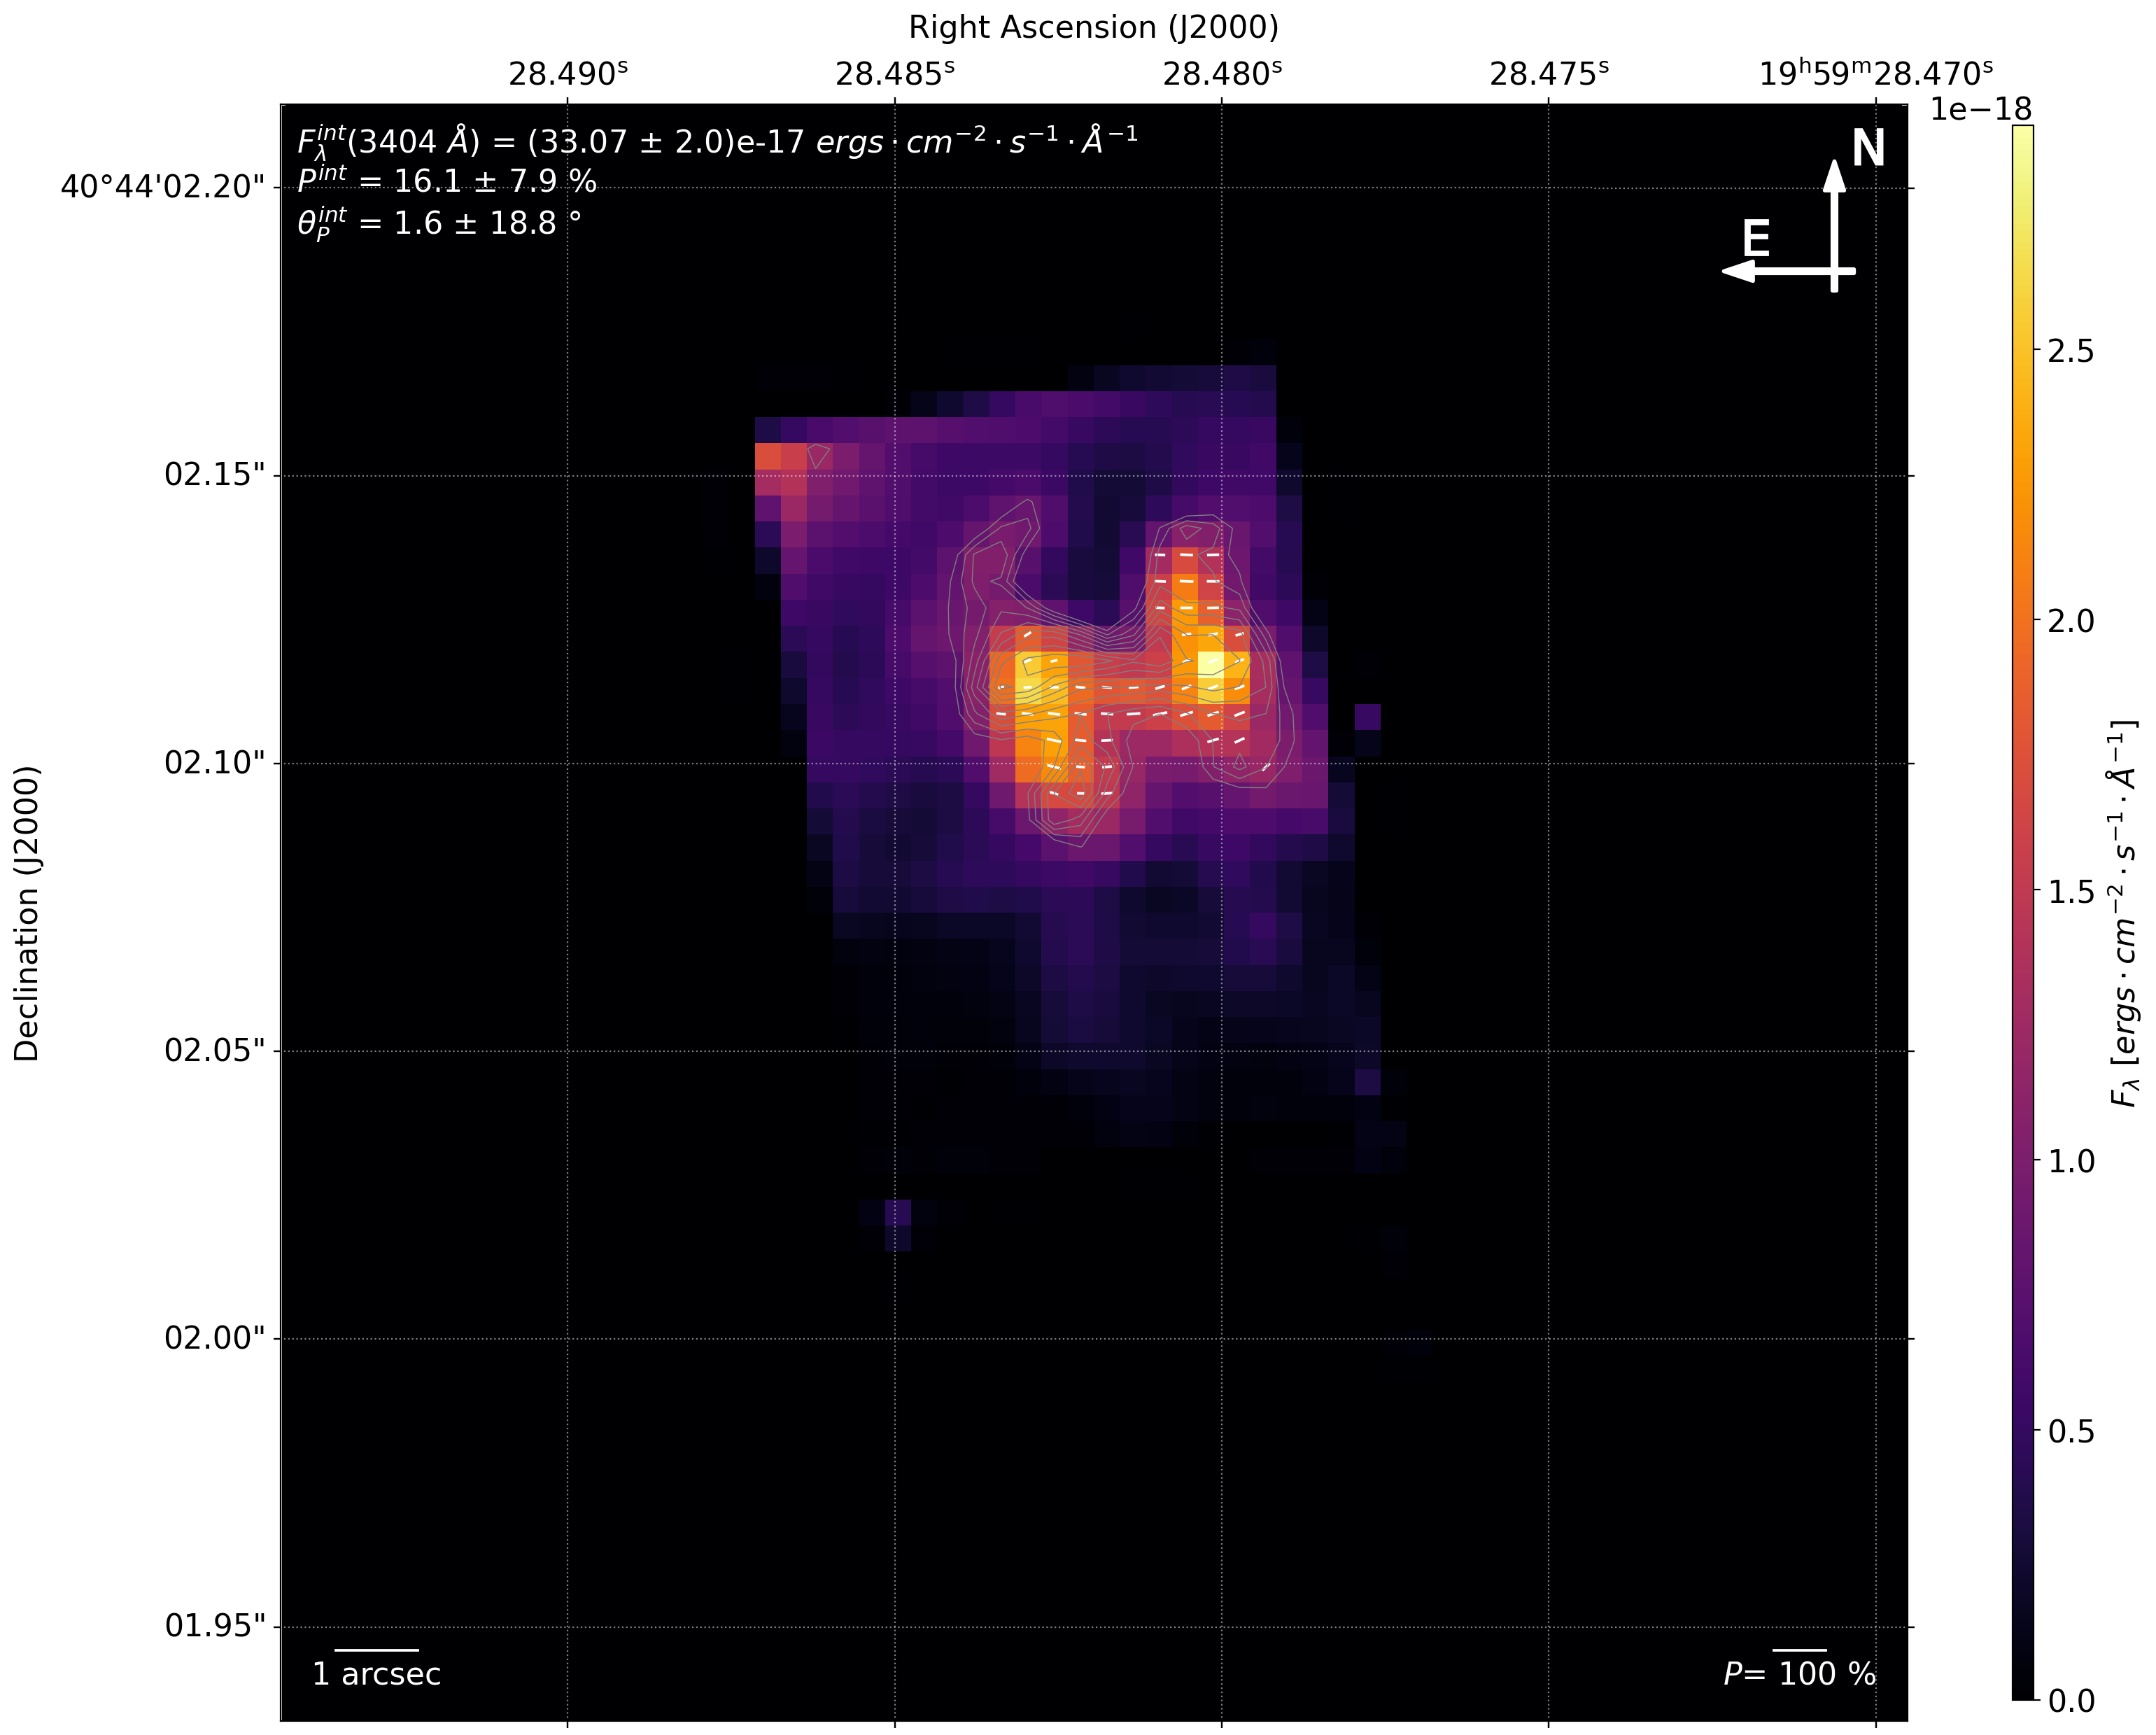 Right Ascension (J2000)
28.490ˢ 28.485ˢ 28.480ˢ 28.475ˢ 19ʰ59ᵐ28.470ˢ
1e−18
F_λ^int(3404 Å) = (33.07 ± 2.0)e-17 ergs·cm⁻²·s⁻¹·Å⁻¹
P^int = 16.1 ± 7.9 %
θ_P^int = 1.6 ± 18.8 °
N
E
40°44'02.20"
02.15"
02.10"
02.05"
02.00"
01.95"
Declination (J2000)
1 arcsec
P= 100 %
2.5
2.0
1.5
1.0
0.5
0.0
F_λ [ergs·cm⁻²·s⁻¹·Å⁻¹]